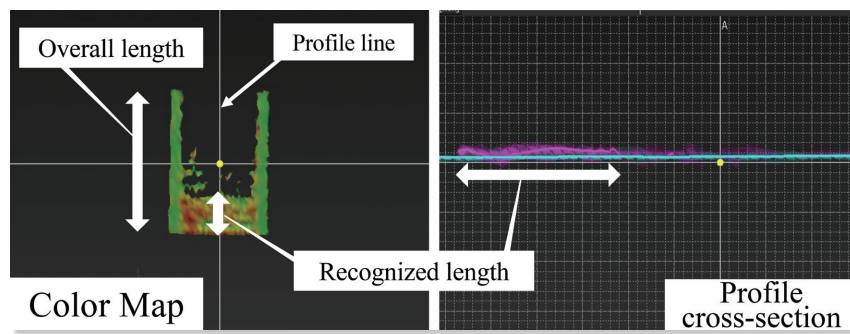 Overall length
Profile line
A
Recognized length
Color Map
Profile
cross-section